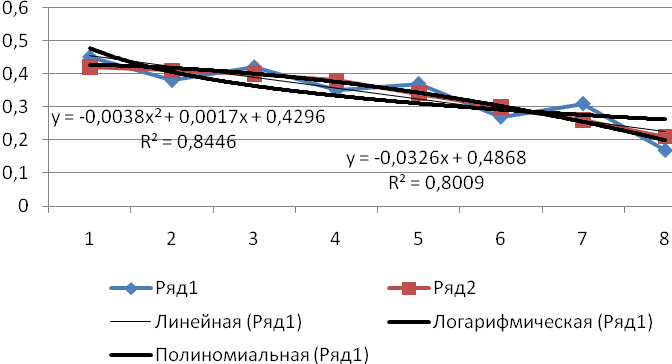 0,6
0,5
0,4
0,3
0,2
0,1
0
y = -0,0038x² + 0,0017x + 0,4296
R² = 0,8446
y = -0,0326x + 0,4868
R² = 0,8009
1 2 3 4 5 6 7 8
Ряд1 Ряд2
Линейная (Ряд1) Логарифмическая (Ряд1)
Полиномиальная (Ряд1)